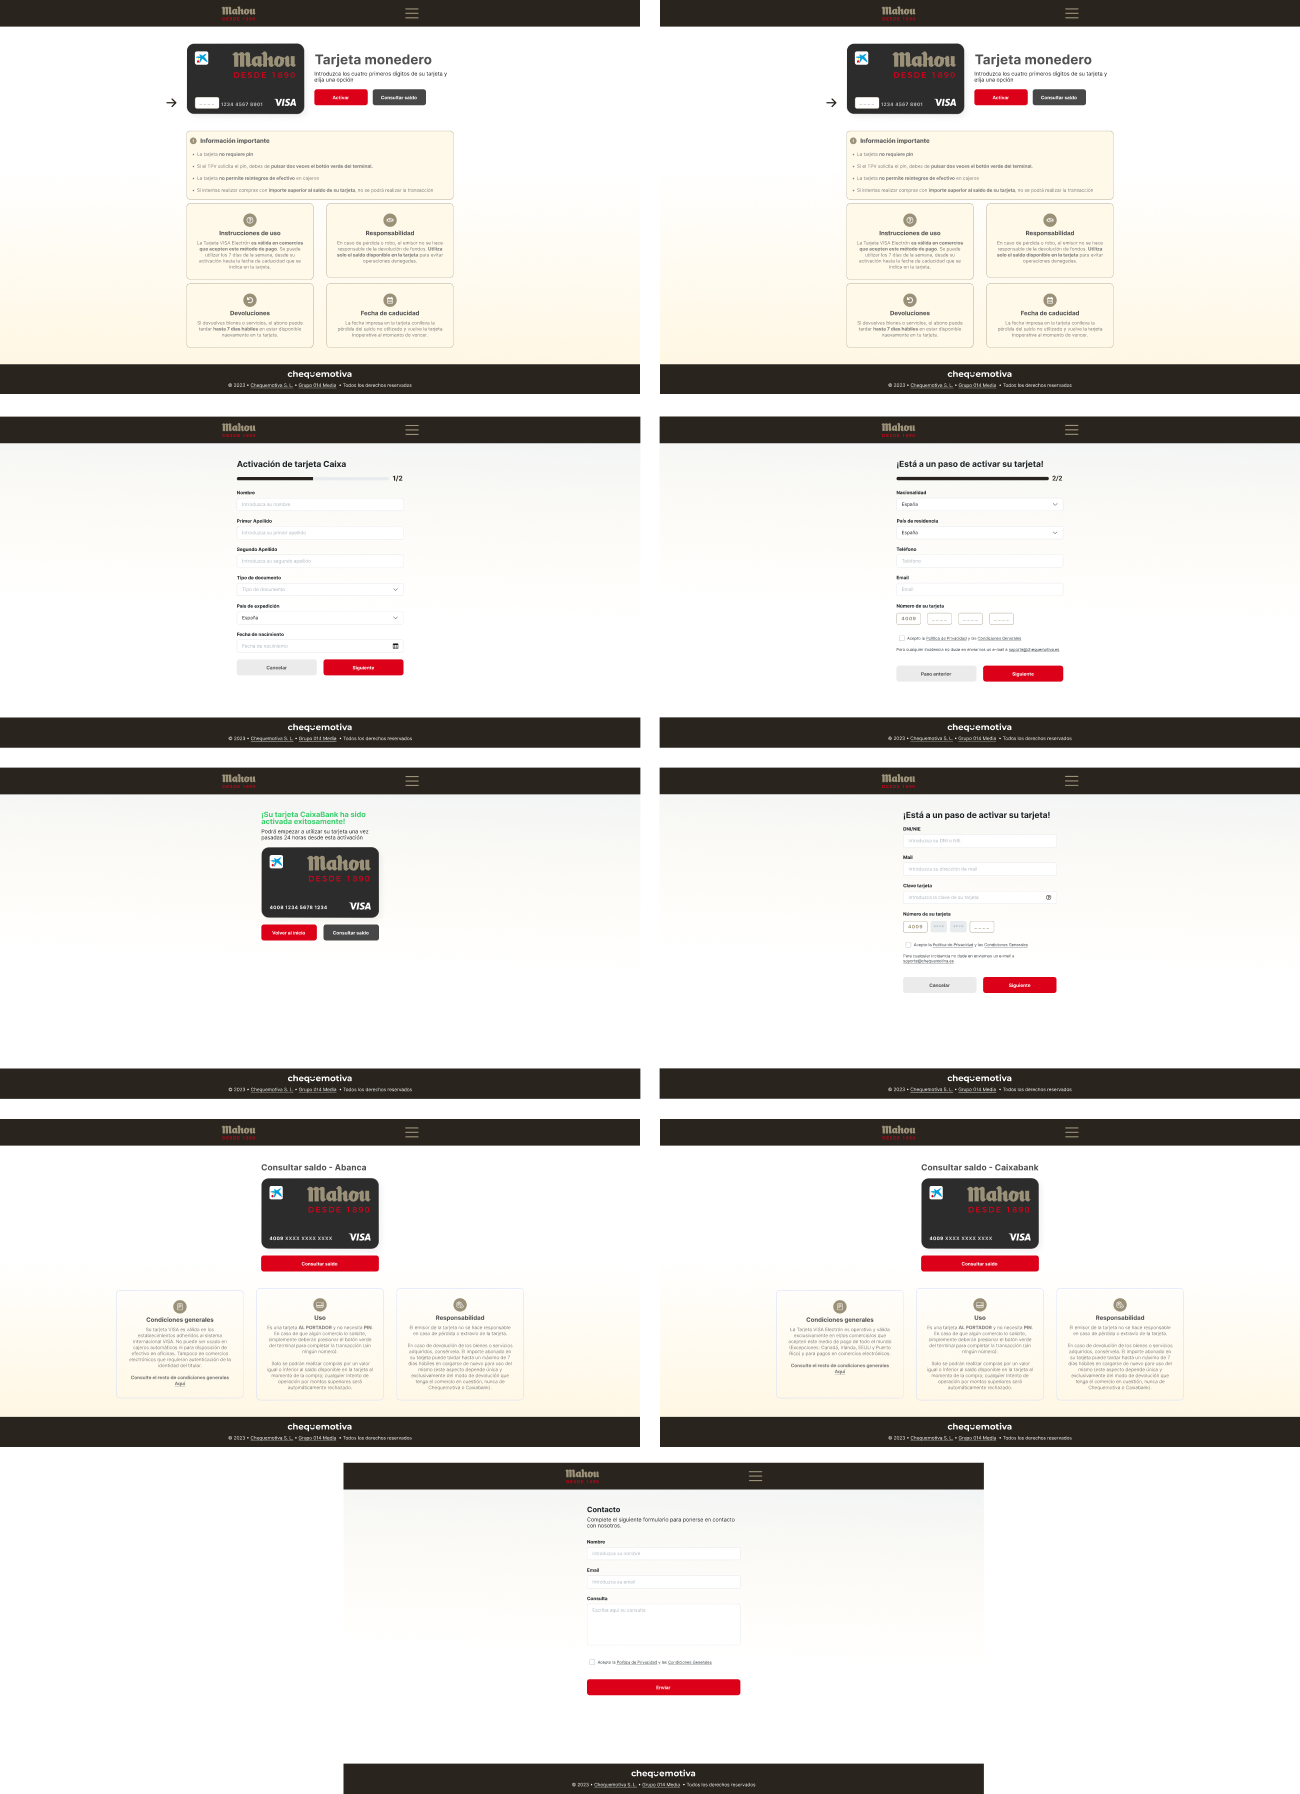 Mahou
DESDE 1890
Mahou
DESDE 1890
Tarjeta monedero
Introduzca los cuatro primeros dígitos de su tarjeta y
elija una opción
Activar
Consultar saldo
_ _ _ _ 1234 4567 8901 VISA
Información importante
• La tarjeta no requiere pin
• Si el TPV solicita el pin, debes de pulsar dos veces el botón verde del terminal.
• La tarjeta no permite reintegros de efectivo en cajeros
• Si intentas realizar compras con importe superior al saldo de su tarjeta, no se podrá realizar la transacción
Instrucciones de uso
La Tarjeta VISA Electrón es válida en comercios
que acepten este método de pago. Se puede
utilizar los 7 días de la semana, desde su
activación hasta la fecha de caducidad que se
indica en la tarjeta.
Responsabilidad
En caso de pérdida o robo, el emisor no se hace
responsable de la devolución de fondos. Utiliza
solo el saldo disponible en la tarjeta para evitar
operaciones denegadas.
Devoluciones
Si devuelves bienes o servicios, el abono puede
tardar hasta 7 días hábiles en estar disponible
nuevamente en tu tarjeta.
Fecha de caducidad
La fecha impresa en la tarjeta conlleva la
pérdida del saldo no utilizado y vuelve la tarjeta
inoperativa al momento de vencer.
chequemotiva
© 2023 • Chequemotiva S. L. • Grupo 014 Media • Todos los derechos reservados
Mahou
DESDE 1890
Mahou
DESDE 1890
Tarjeta monedero
Introduzca los cuatro primeros dígitos de su tarjeta y
elija una opción
Activar
Consultar saldo
_ _ _ _ 1234 4567 8901 VISA
Información importante
• La tarjeta no requiere pin
• Si el TPV solicita el pin, debes de pulsar dos veces el botón verde del terminal.
• La tarjeta no permite reintegros de efectivo en cajeros
• Si intentas realizar compras con importe superior al saldo de su tarjeta, no se podrá realizar la transacción
Instrucciones de uso
La Tarjeta VISA Electrón es válida en comercios
que acepten este método de pago. Se puede
utilizar los 7 días de la semana, desde su
activación hasta la fecha de caducidad que se
indica en la tarjeta.
Responsabilidad
En caso de pérdida o robo, el emisor no se hace
responsable de la devolución de fondos. Utiliza
solo el saldo disponible en la tarjeta para evitar
operaciones denegadas.
Devoluciones
Si devuelves bienes o servicios, el abono puede
tardar hasta 7 días hábiles en estar disponible
nuevamente en tu tarjeta.
Fecha de caducidad
La fecha impresa en la tarjeta conlleva la
pérdida del saldo no utilizado y vuelve la tarjeta
inoperativa al momento de vencer.
chequemotiva
© 2023 • Chequemotiva S. L. • Grupo 014 Media • Todos los derechos reservados
Mahou
DESDE 1890
Activación de tarjeta Caixa
1/2
Nombre
Introduzca su nombre
Primer Apellido
Introduzca su primer apellido
Segundo Apellido
Introduzca su segundo apellido
Tipo de documento
Tipo de documento
País de expedición
España
Fecha de nacimiento
Fecha de nacimiento
Cancelar
Siguiente
chequemotiva
© 2023 • Chequemotiva S. L. • Grupo 014 Media • Todos los derechos reservados
Mahou
DESDE 1890
¡Está a un paso de activar su tarjeta!
2/2
Nacionalidad
España
País de residencia
España
Teléfono
Teléfono
Email
Email
Número de su tarjeta
4009 _ _ _ _ _ _ _ _ _ _ _ _
Acepto la Política de Privacidad y las Condiciones Generales
Para cualquier incidencia no dude en enviarnos un e-mail a soporte@chequemotiva.es
Paso anterior
Siguiente
chequemotiva
© 2023 • Chequemotiva S. L. • Grupo 014 Media • Todos los derechos reservados
Mahou
DESDE 1890
¡Su tarjeta CaixaBank ha sido
activada exitosamente!
Podrá empezar a utilizar su tarjeta una vez
pasadas 24 horas desde esta activación
Mahou
DESDE 1890
4008 1234 5678 1234 VISA
Volver al inicio
Consultar saldo
chequemotiva
© 2023 • Chequemotiva S. L. • Grupo 014 Media • Todos los derechos reservados
Mahou
DESDE 1890
¡Está a un paso de activar su tarjeta!
DNI/NIE
Introduzca su DNI o NIE
Mail
Introduzca su dirección de mail
Clave tarjeta
Introduzca la clave de su tarjeta
Número de su tarjeta
4009 **** **** _ _ _ _
Acepto la Política de Privacidad y las Condiciones Generales
Para cualquier incidencia no dude en enviarnos un e-mail a
soporte@chequemotiva.es
Cancelar
Siguiente
chequemotiva
© 2023 • Chequemotiva S. L. • Grupo 014 Media • Todos los derechos reservados
Mahou
DESDE 1890
Consultar saldo - Abanca
Mahou
DESDE 1890
4009 XXXX XXXX XXXX VISA
Consultar saldo
Condiciones generales
Su tarjeta VISA es válida en los
establecimientos adheridos al sistema
internacional VISA. No puede ser usada en
cajeros automáticos ni para disposición de
efectivo en oficinas. Tampoco en comercios
electrónicos que requieran autenticación de la
identidad del titular.
Consulte el resto de condiciones generales
Aquí
Uso
Es una tarjeta AL PORTADOR y no necesita PIN.
En caso de que algún comercio lo solicite,
simplemente deberás presionar el botón verde
del terminal para completar la transacción (sin
ningún número).
Solo se podrán realizar compras por un valor
igual o inferior al saldo disponible en la tarjeta al
momento de la compra; cualquier intento de
operación por montos superiores será
automáticamente rechazado.
Responsabilidad
El emisor de la tarjeta no se hace responsable
en caso de pérdida o extravío de la tarjeta.
En caso de devolución de los bienes o servicios
adquiridos, consérvela. El importe abonado en
su tarjeta puede tardar hasta un máximo de 7
días hábiles en cargarse de nuevo para uso del
mismo (este aspecto depende única y
exclusivamente del modo de devolución que
tenga el comercio en cuestión, nunca de
Chequemotiva o Caixabank).
chequemotiva
© 2023 • Chequemotiva S. L. • Grupo 014 Media • Todos los derechos reservados
Mahou
DESDE 1890
Consultar saldo - Caixabank
Mahou
DESDE 1890
4009 XXXX XXXX XXXX VISA
Consultar saldo
Condiciones generales
La Tarjeta VISA Electrón es operativa y válida
exclusivamente en estos comercios que
acepten este medio de pago de todo el mundo
(Excepciones: Canadá, Irlanda, EEUU y Puerto
Rico) y para pagos en comercios electrónicos.
Consulte el resto de condiciones generales
Aquí
Uso
Es una tarjeta AL PORTADOR y no necesita PIN.
En caso de que algún comercio lo solicite,
simplemente deberás presionar el botón verde
del terminal para completar la transacción (sin
ningún número).
Solo se podrán realizar compras por un valor
igual o inferior al saldo disponible en la tarjeta al
momento de la compra; cualquier intento de
operación por montos superiores será
automáticamente rechazado.
Responsabilidad
El emisor de la tarjeta no se hace responsable
en caso de pérdida o extravío de la tarjeta.
En caso de devolución de los bienes o servicios
adquiridos, consérvela. El importe abonado en
su tarjeta puede tardar hasta un máximo de 7
días hábiles en cargarse de nuevo para uso del
mismo (este aspecto depende única y
exclusivamente del modo de devolución que
tenga el comercio en cuestión, nunca de
Chequemotiva o Caixabank).
chequemotiva
© 2023 • Chequemotiva S. L. • Grupo 014 Media • Todos los derechos reservados
Mahou
DESDE 1890
Contacto
Complete el siguiente formulario para ponerse en contacto
con nosotros.
Nombre
Introduzca su nombre
Email
Introduzca su email
Consulta
Escriba aquí su consulta
Acepto la Política de Privacidad y las Condiciones Generales
Enviar
chequemotiva
© 2023 • Chequemotiva S. L. • Grupo 014 Media • Todos los derechos reservados